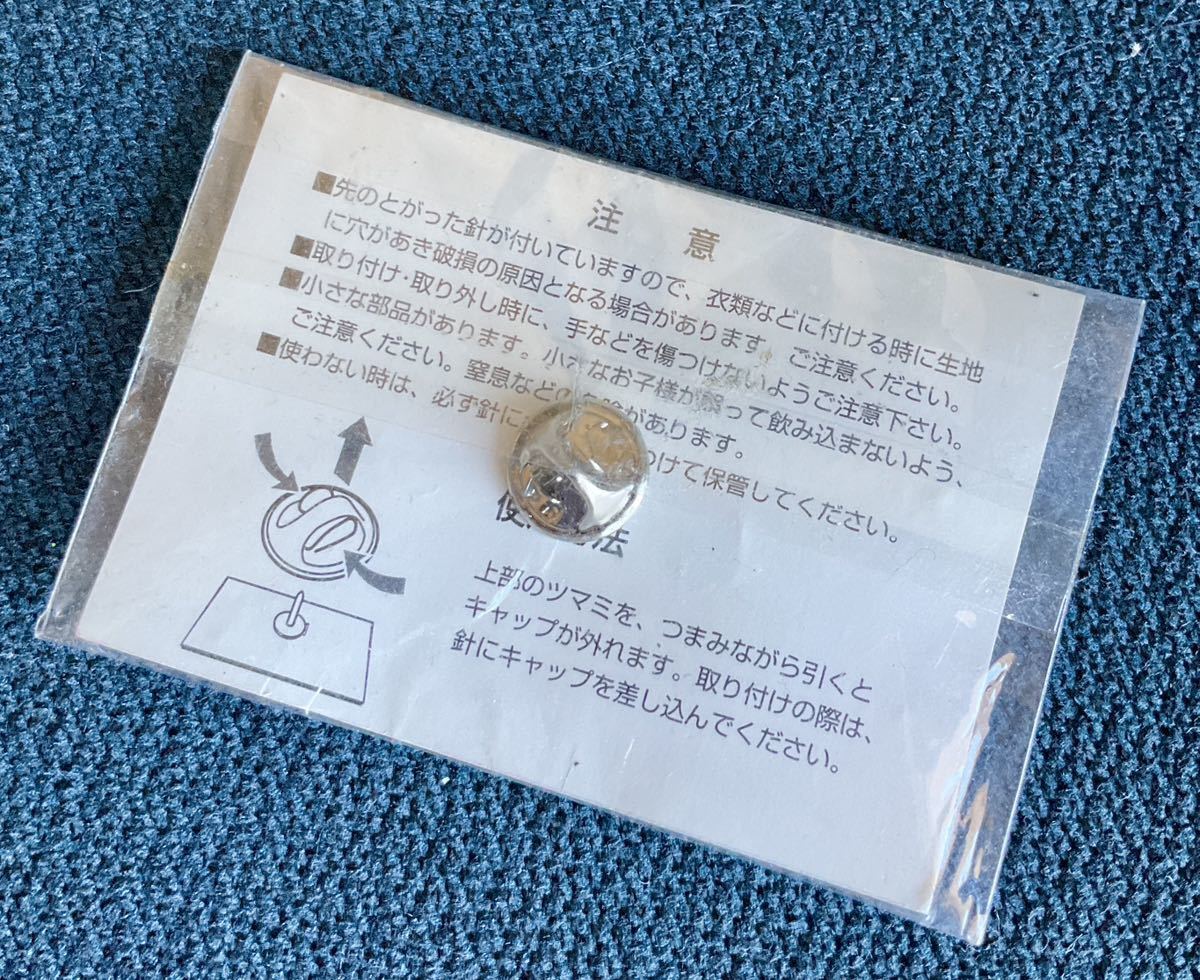 注 意
■先のとがった針が付いていますので、衣類などに付ける時に生地
に穴があき破損の原因となる場合があります。ご注意ください。
■取り付け・取り外し時に、手などを傷つけないようご注意下さい。
■小さな部品があります。小さなお子様が誤って飲み込まないよう、
ご注意ください。窒息などの危険があります。
■使わない時は、必ず針に つけて保管してください。
使 法
上部のツマミを、つまみながら引くと
キャップが外れます。取り付けの際は、
針にキャップを差し込んでください。